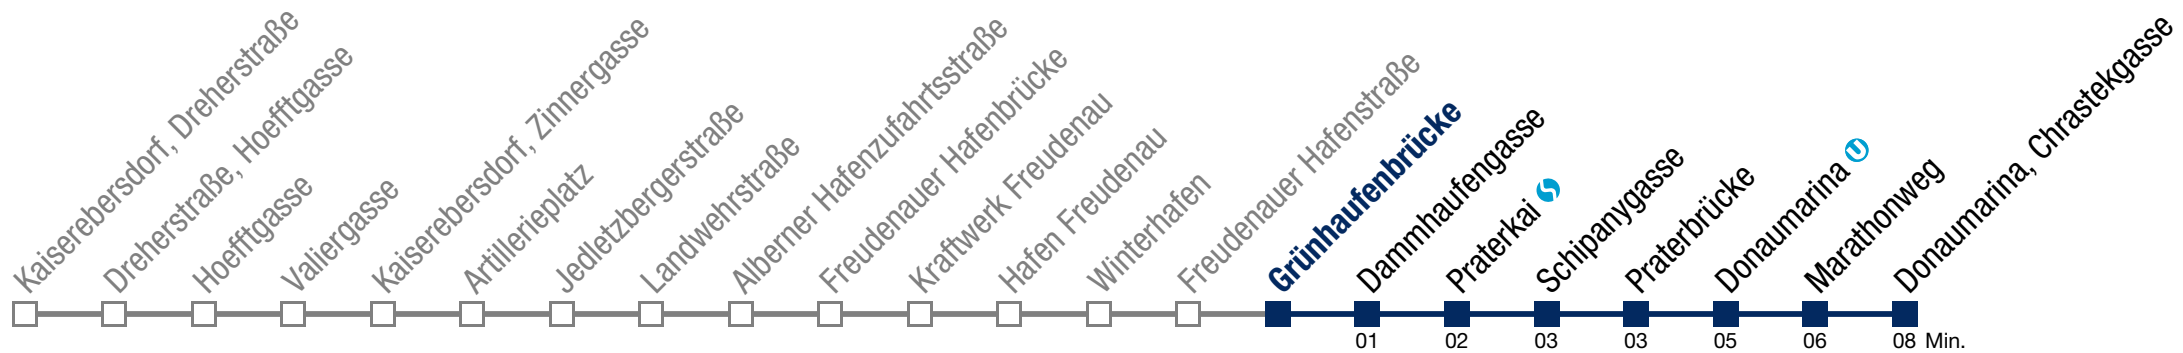 Kaiserebersdorf, Dreherstraße
Dreherstraße, Hoefftgasse
Hoefftgasse
Valiergasse
Kaiserebersdorf, Zinnergasse
Artillerieplatz
Jedletzbergerstraße
Landwehrstraße
Alberner Hafenzufahrtsstraße
Freudenauer Hafenbrücke
Kraftwerk Freudenau
Hafen Freudenau
Winterhafen
Freudenauer Hafenstraße
Grünhaufenbrücke
Dammhaufengasse
Praterkai
Schipanygasse
Praterbrücke
Donaumarina U
Marathonweg
Donaumarina, Chrastekgasse
01 02 03 03 05 06 08 Min.